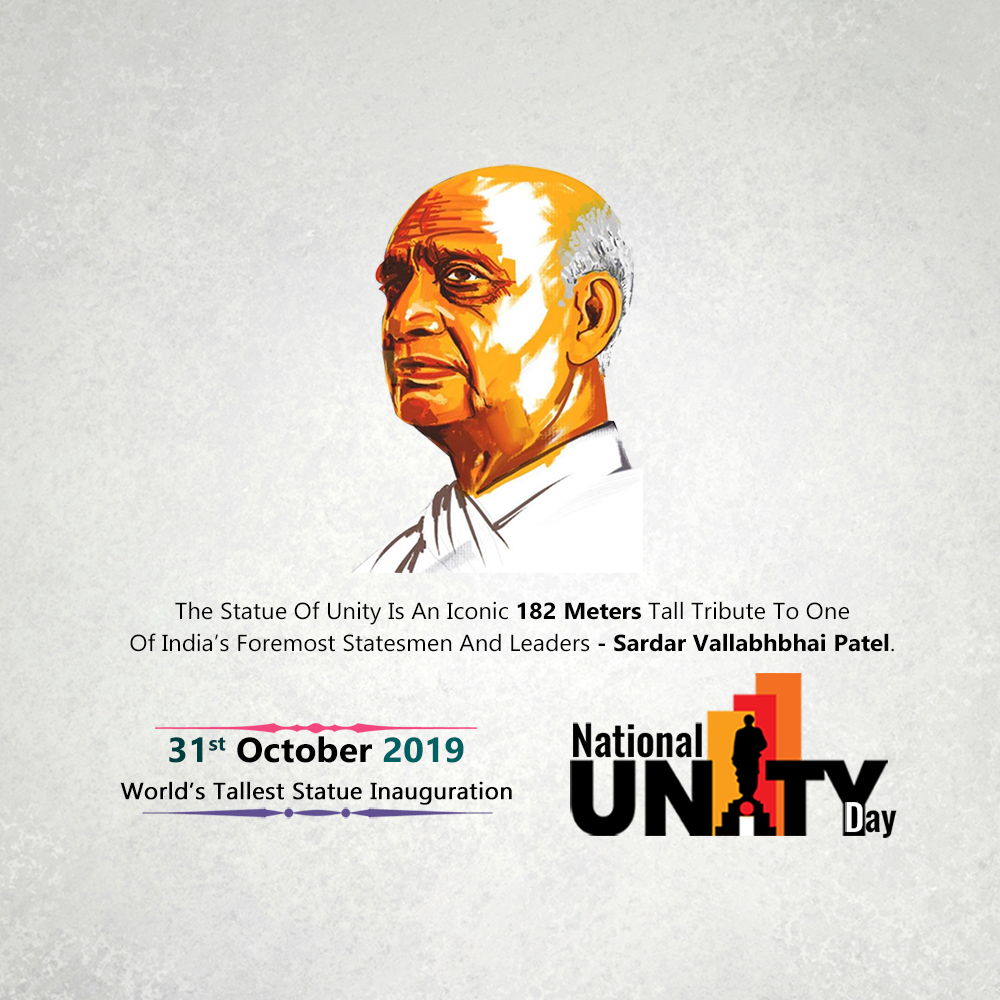 The Statue Of Unity Is An Iconic 182 Meters Tall Tribute To One
Of India's Foremost Statesmen And Leaders - Sardar Vallabhbhai Patel.
31st October 2019
World's Tallest Statue Inauguration
National
UNITY
Day